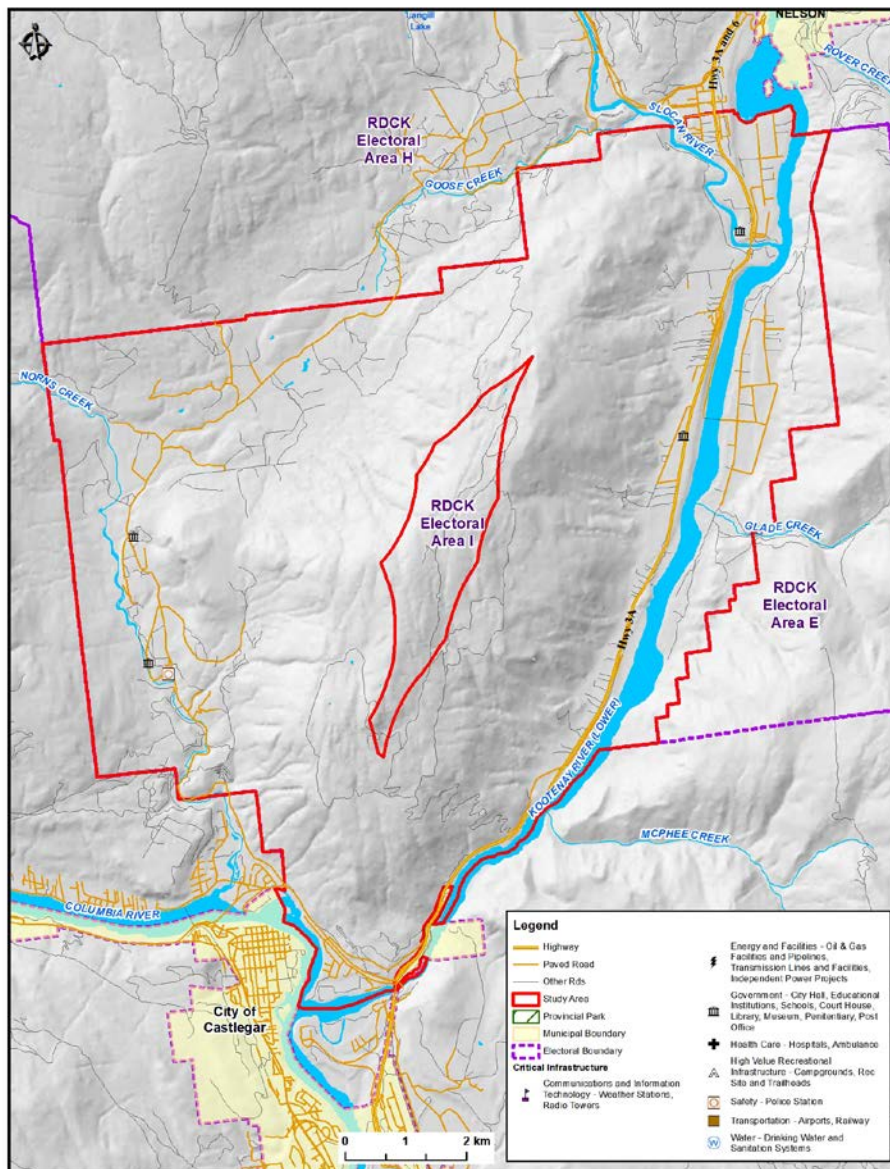 Langill
Lake
NELSON
ROVER CREEK
Hwy 3A and 6
SLOCAN RIVER
RDCK
Electoral
Area H
GOOSE CREEK
NORNS CREEK
RDCK
Electoral
Area I
GLADE CREEK
RDCK
Electoral
Area E
Hwy 3A
KOOTENAY RIVER (LOWER)
MCPHEE CREEK
COLUMBIA RIVER
City of
Castlegar
0 1 2 km
Legend
Highway
Paved Road
Other Rds
Study Area
Provincial Park
Municipal Boundary
Electoral Boundary
Critical Infrastructure
Communications and Information
Technology - Weather Stations,
Radio Towers
Energy and Facilities - Oil & Gas
Facilities and Pipelines,
Transmission Lines and Facilities,
Independent Power Projects
Government - City Hall, Educational
Institutions, Schools, Court House,
Library, Museum, Penitentiary, Post
Office
Health Care - Hospitals, Ambulance
High Value Recreational
Infrastructure - Campgrounds, Rec
Site and Trailheads
Safety - Police Station
Transportation - Airports, Railway
Water - Drinking Water and
Sanitation Systems